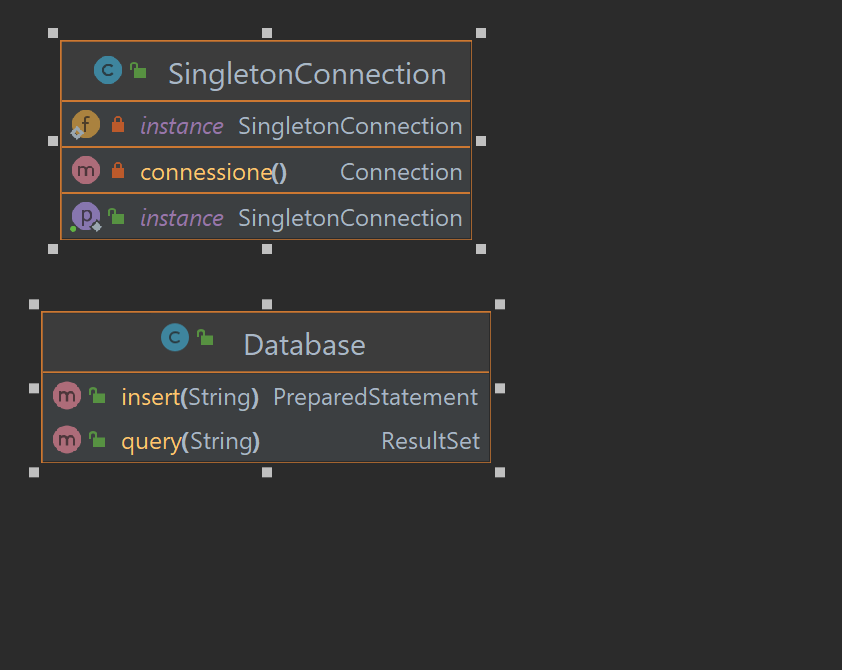 C SingletonConnection
f instance SingletonConnection
m connessione() Connection
p instance SingletonConnection
C Database
m insert(String) PreparedStatement
m query(String) ResultSet